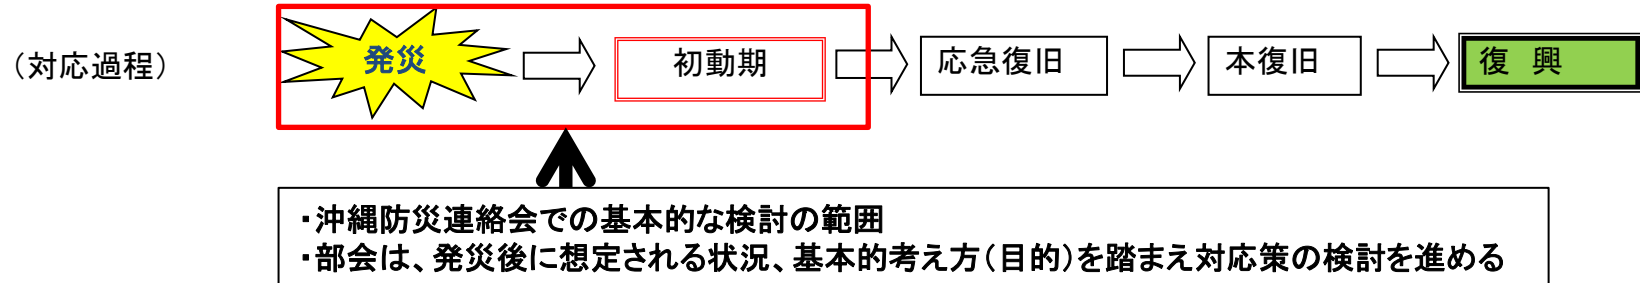 （対応過程） 発災 初動期 応急復旧 本復旧 復　興
・沖縄防災連絡会での基本的な検討の範囲
・部会は、発災後に想定される状況、基本的考え方（目的）を踏まえ対応策の検討を進める